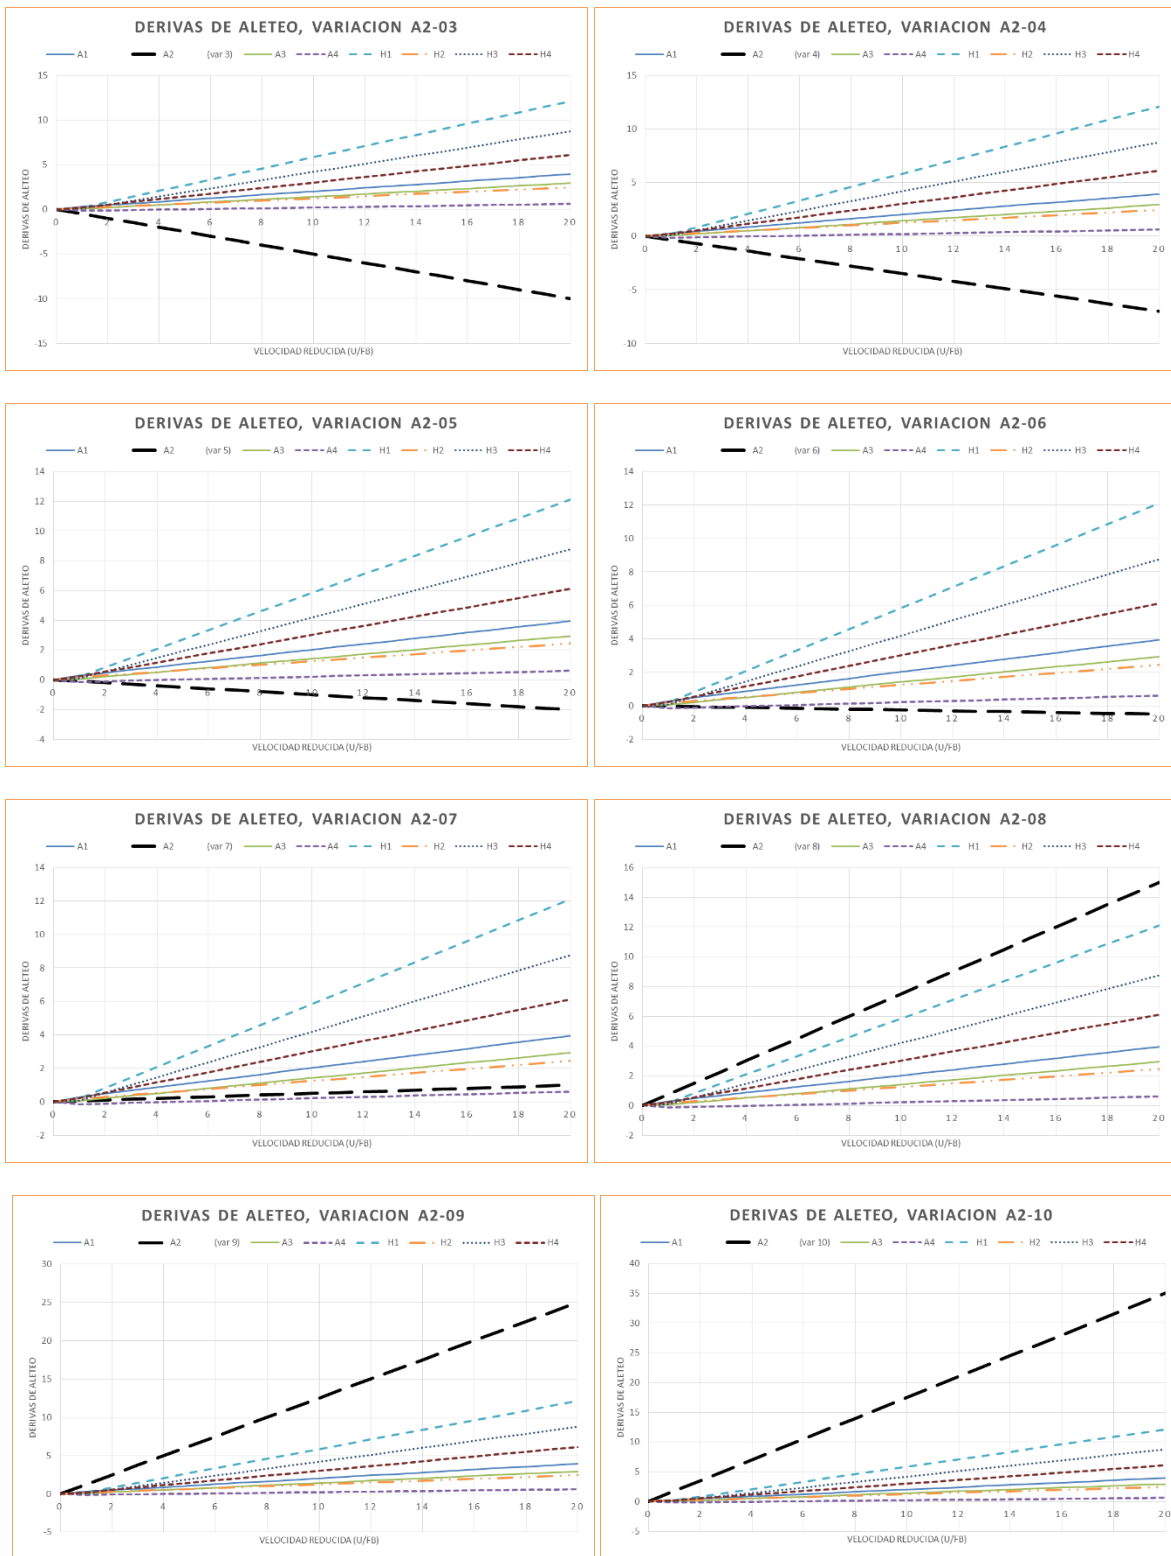 DERIVAS DE ALETEO, VARIACION A2-03
A1 A2 (var 3) A3 A4 H1 H2 H3 H4
15
10
5
0
-5
-10
-15
0 2 4 6 8 10 12 14 16 18 20
DERIVAS DE ALETEO
VELOCIDAD REDUCIDA (U/FB)
DERIVAS DE ALETEO, VARIACION A2-04
A1 A2 (var 4) A3 A4 H1 H2 H3 H4
15
10
5
0
-5
-10
0 2 4 6 8 10 12 14 16 18 20
DERIVAS DE ALETEO
VELOCIDAD REDUCIDA (U/FB)
DERIVAS DE ALETEO, VARIACION A2-05
A1 A2 (var 5) A3 A4 H1 H2 H3 H4
14
12
10
8
6
4
2
0
-2
-4
0 2 4 6 8 10 12 14 16 18 20
DERIVAS DE ALETEO
VELOCIDAD REDUCIDA (U/FB)
DERIVAS DE ALETEO, VARIACION A2-06
A1 A2 (var 6) A3 A4 H1 H2 H3 H4
14
12
10
8
6
4
2
0
-2
0 2 4 6 8 10 12 14 16 18 20
DERIVAS DE ALETEO
VELOCIDAD REDUCIDA (U/FB)
DERIVAS DE ALETEO, VARIACION A2-07
A1 A2 (var 7) A3 A4 H1 H2 H3 H4
14
12
10
8
6
4
2
0
-2
0 2 4 6 8 10 12 14 16 18 20
DERIVAS DE ALETEO
VELOCIDAD REDUCIDA (U/FB)
DERIVAS DE ALETEO, VARIACION A2-08
A1 A2 (var 8) A3 A4 H1 H2 H3 H4
16
14
12
10
8
6
4
2
0
-2
0 2 4 6 8 10 12 14 16 18 20
DERIVAS DE ALETEO
VELOCIDAD REDUCIDA (U/FB)
DERIVAS DE ALETEO, VARIACION A2-09
A1 A2 (var 9) A3 A4 H1 H2 H3 H4
30
25
20
15
10
5
0
-5
0 2 4 6 8 10 12 14 16 18 20
DERIVAS DE ALETEO
VELOCIDAD REDUCIDA (U/FB)
DERIVAS DE ALETEO, VARIACION A2-10
A1 A2 (var 10) A3 A4 H1 H2 H3 H4
40
35
30
25
20
15
10
5
0
-5
0 2 4 6 8 10 12 14 16 18 20
DERIVAS DE ALETEO
VELOCIDAD REDUCIDA (U/FB)